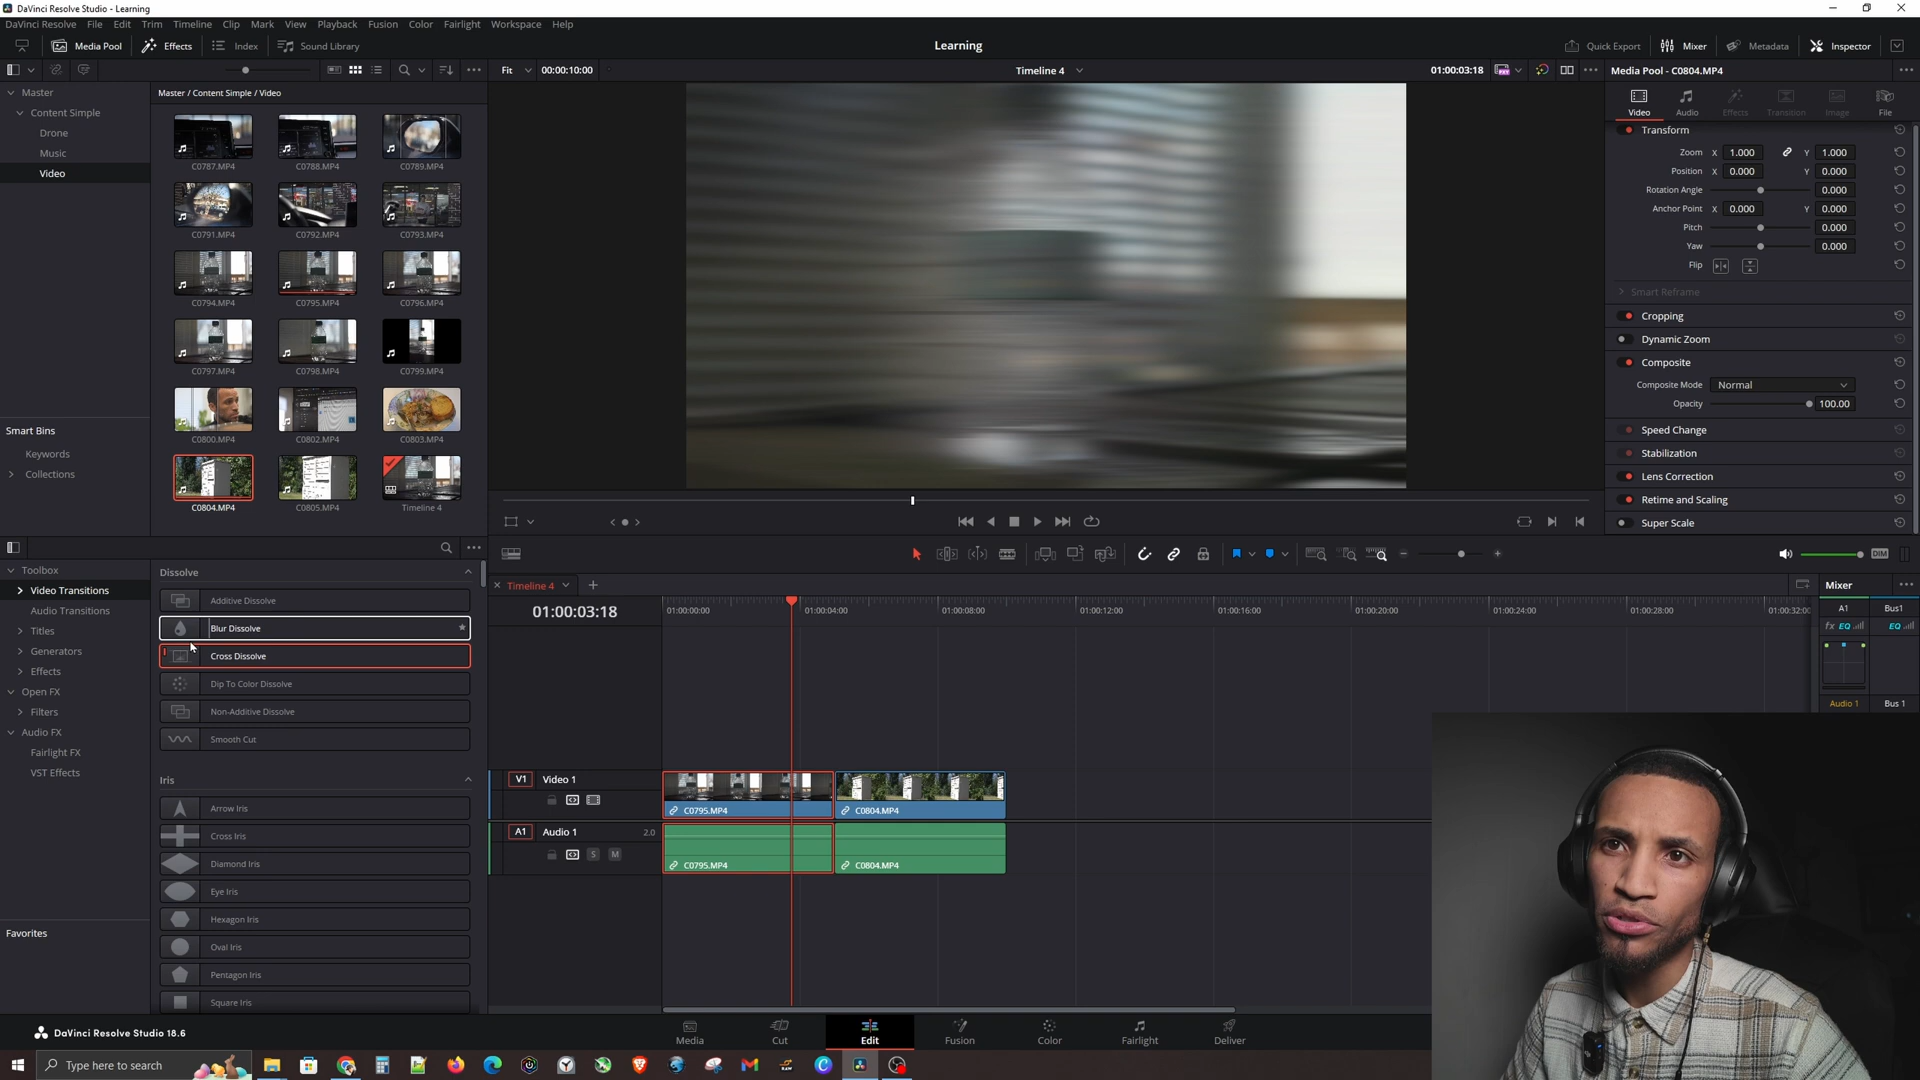 DaVinci Resolve Studio - Learning
DaVinci Resolve File Edit Trim Timeline Clip Mark View Playback Fusion Color Fairlight Workspace Help
Media Pool Effects Index Sound Library
Learning
Quick Export Mixer Metadata Inspector
Fit 00:00:10:00
Timeline 4
01:00:03:18
Media Pool - C0804.MP4
Master
Content Simple
Drone
Music
Video
Smart Bins
Keywords
Collections
Master / Content Simple / Video
C0787.MP4 C0788.MP4 C0789.MP4
C0791.MP4 C0792.MP4 C0793.MP4
C0794.MP4 C0795.MP4 C0796.MP4
C0797.MP4 C0798.MP4 C0799.MP4
C0800.MP4 C0802.MP4 C0803.MP4
C0804.MP4 C0805.MP4 Timeline 4
Video Audio Effects Transition Image File
Transform
Zoom X 1.000 Y 1.000
Position X 0.000 Y 0.000
Rotation Angle 0.000
Anchor Point X 0.000 Y 0.000
Pitch 0.000
Yaw 0.000
Flip
Smart Reframe
Cropping
Dynamic Zoom
Composite
Composite Mode Normal
Opacity 100.00
Speed Change
Stabilization
Lens Correction
Retime and Scaling
Super Scale
DIM
Toolbox
Video Transitions
Audio Transitions
Titles
Generators
Effects
Open FX
Filters
Audio FX
Fairlight FX
VST Effects
Favorites
Dissolve
Additive Dissolve
Blur Dissolve
Cross Dissolve
Dip To Color Dissolve
Non-Additive Dissolve
Smooth Cut
Iris
Arrow Iris
Cross Iris
Diamond Iris
Eye Iris
Hexagon Iris
Oval Iris
Pentagon Iris
Square Iris
Timeline 4
01:00:03:18
01:00:00:00 01:00:04:00 01:00:08:00 01:00:12:00 01:00:16:00 01:00:20:00 01:00:24:00 01:00:28:00 01:00:32:00
V1 Video 1
C0795.MP4 C0804.MP4
A1 Audio 1 2.0
S M
C0795.MP4 C0804.MP4
Mixer
A1 Bus1
fx EQ EQ
Audio 1 Bus 1
DaVinci Resolve Studio 18.6
Media Cut Edit Fusion Color Fairlight Deliver
Type here to search